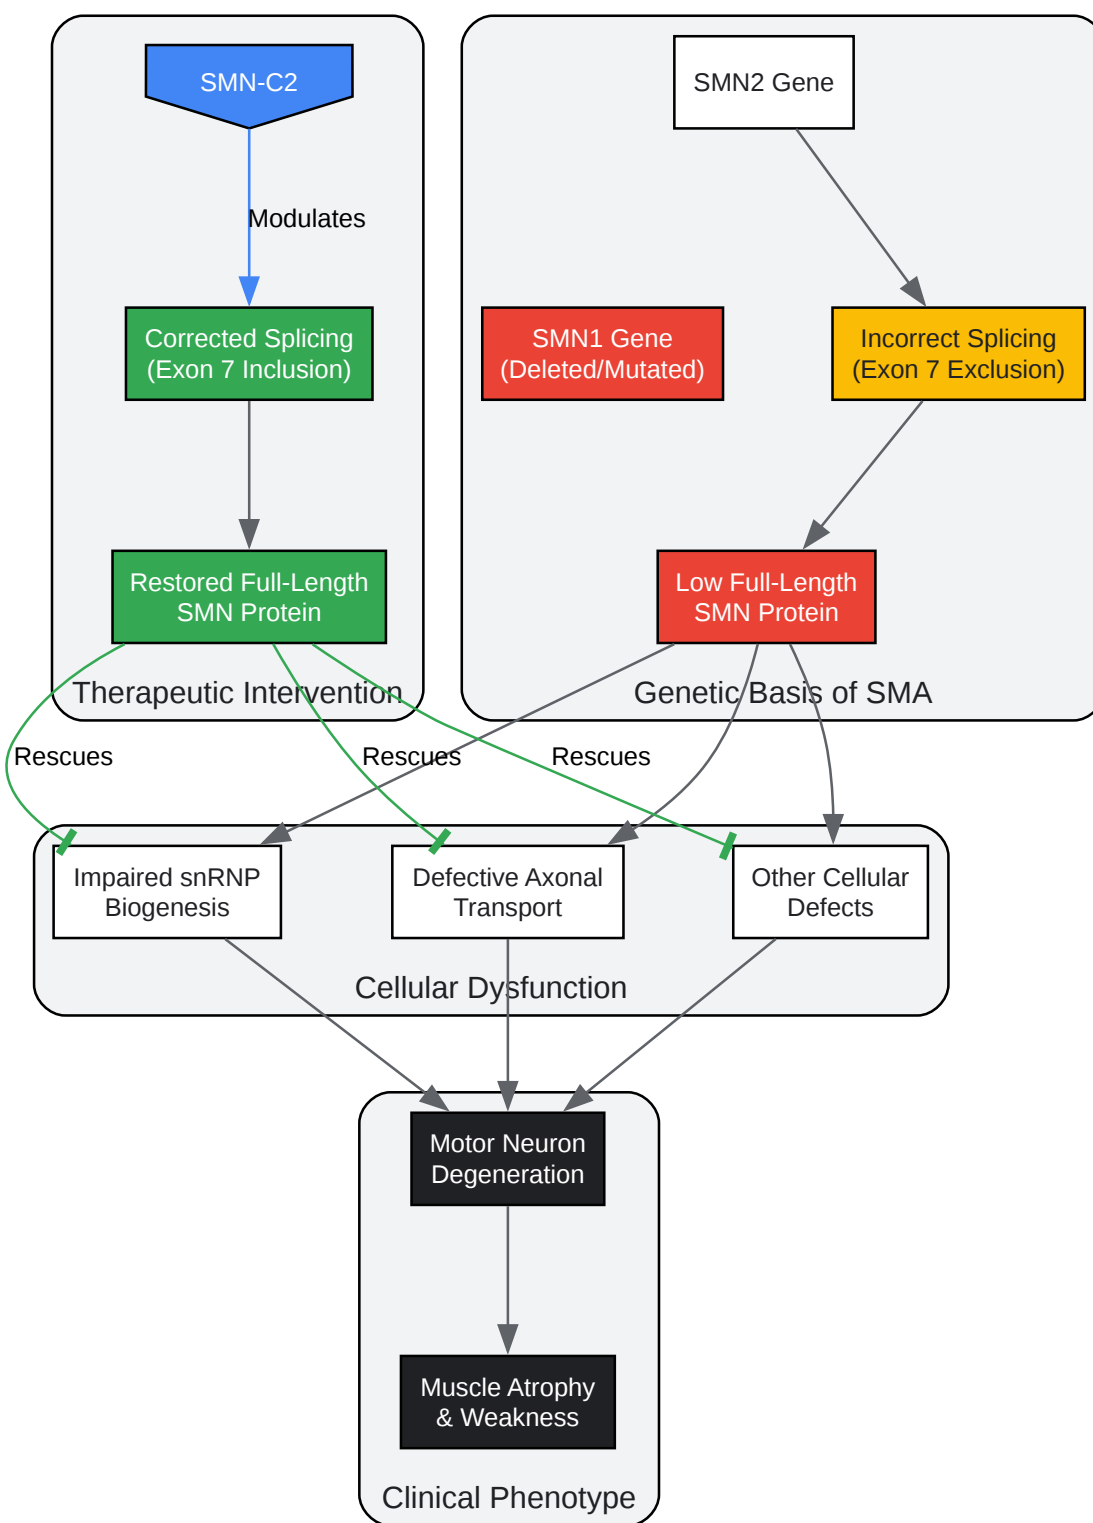 SMN-C2
SMN2 Gene
Modulates
Corrected Splicing
(Exon 7 Inclusion)
SMN1 Gene
(Deleted/Mutated)
Incorrect Splicing
(Exon 7 Exclusion)
Restored Full-Length
SMN Protein
Low Full-Length
SMN Protein
Therapeutic Intervention
Genetic Basis of SMA
Rescues
Rescues
Rescues
Impaired snRNP
Biogenesis
Defective Axonal
Transport
Other Cellular
Defects
Cellular Dysfunction
Motor Neuron
Degeneration
Muscle Atrophy
& Weakness
Clinical Phenotype